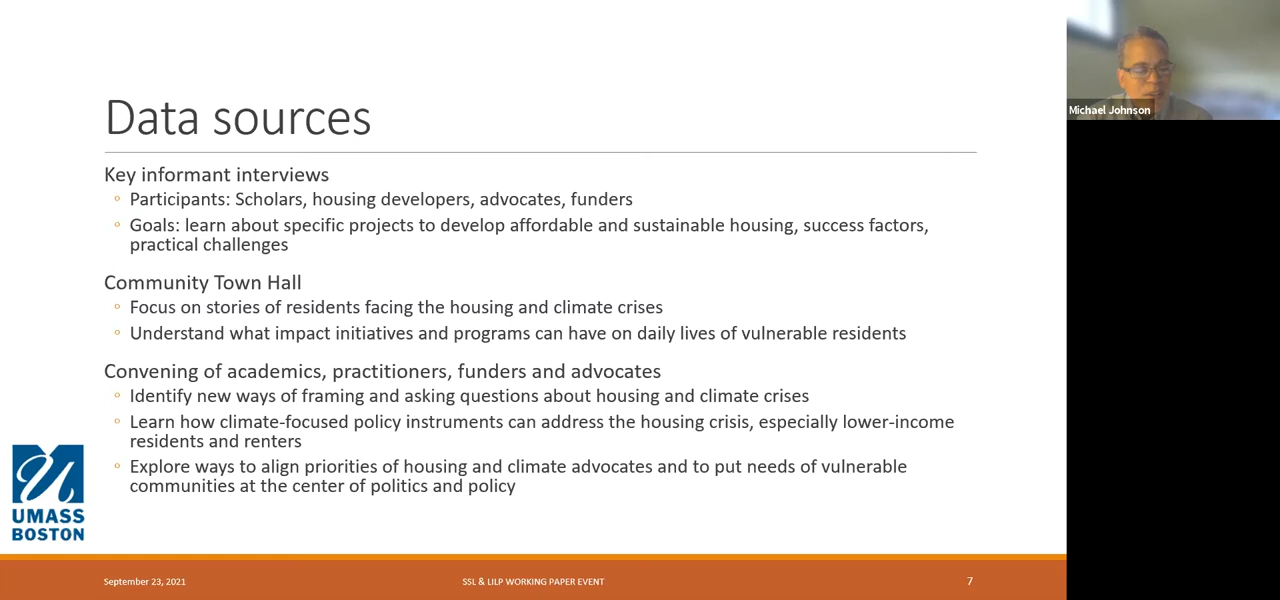 Data sources
Key informant interviews
Participants: Scholars, housing developers, advocates, funders
Goals: learn about specific projects to develop affordable and sustainable housing, success factors,
practical challenges
Community Town Hall
Focus on stories of residents facing the housing and climate crises
Understand what impact initiatives and programs can have on daily lives of vulnerable residents
Convening of academics, practitioners, funders and advocates
Identify new ways of framing and asking questions about housing and climate crises
Learn how climate-focused policy instruments can address the housing crisis, especially lower-income
residents and renters
Explore ways to align priorities of housing and climate advocates and to put needs of vulnerable
communities at the center of politics and policy
UMASS
BOSTON
September 23, 2021
SSL & LILP WORKING PAPER EVENT
7
Michael Johnson